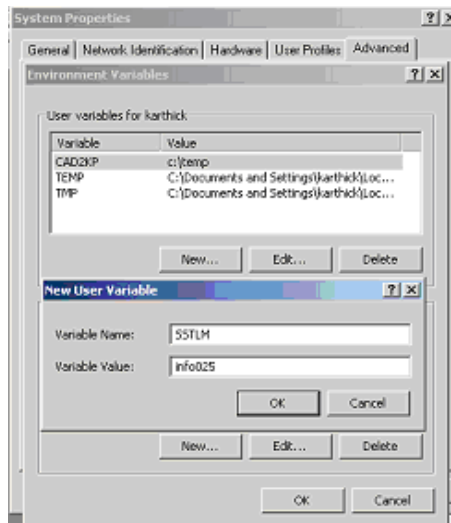 System Properties
General Network Identification Hardware User Profiles Advanced
Environment Variables
User variables for karthick
Variable Value
CAD2KP c:\temp
TEMP C:\Documents and Settings\karthick\Loc...
TMP C:\Documents and Settings\karthick\Loc...
New... Edit... Delete
New User Variable
Variable Name: SSTLM
Variable Value: info025
OK Cancel
New... Edit... Delete
OK Cancel